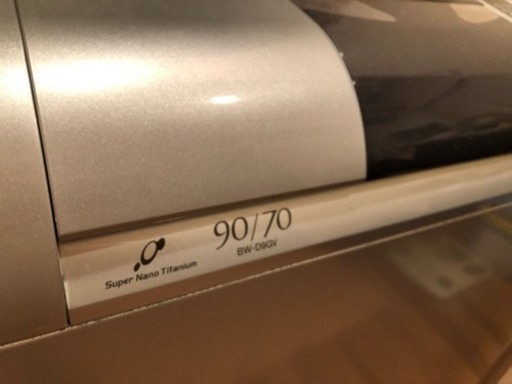 90/70
BW-D9GV
Super Nano Titanium